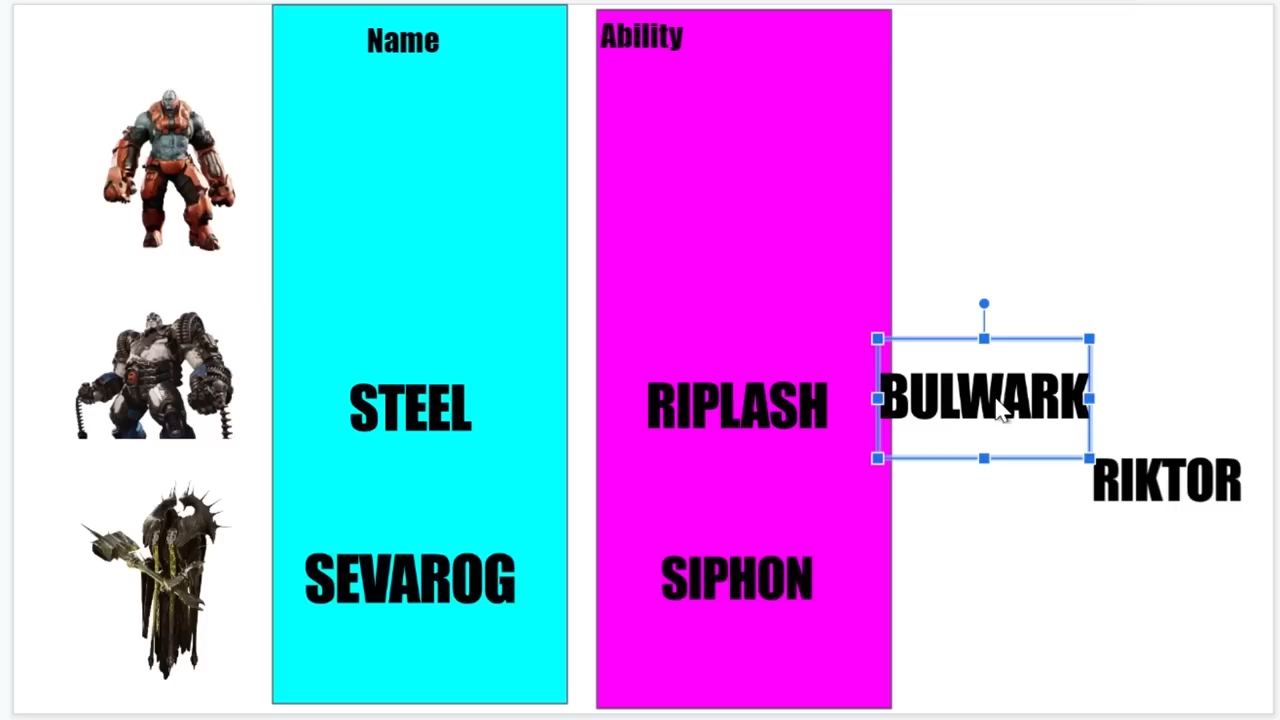 Name
Ability
STEEL
RIPLASH
BULWARK
RIKTOR
SEVAROG
SIPHON